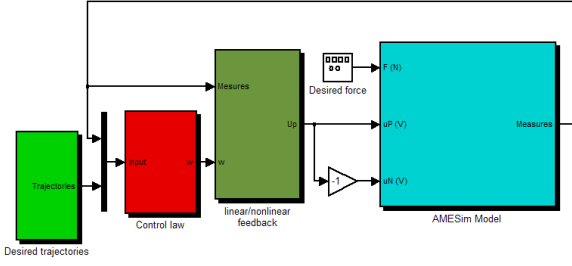 Trajectories
Desired trajectories
Input
w
Control law
Mesures
w
Up
linear/nonlinear
feedback
Desired force
-1
F (N)
uP (V)
uN (V)
Measures
AMESim Model